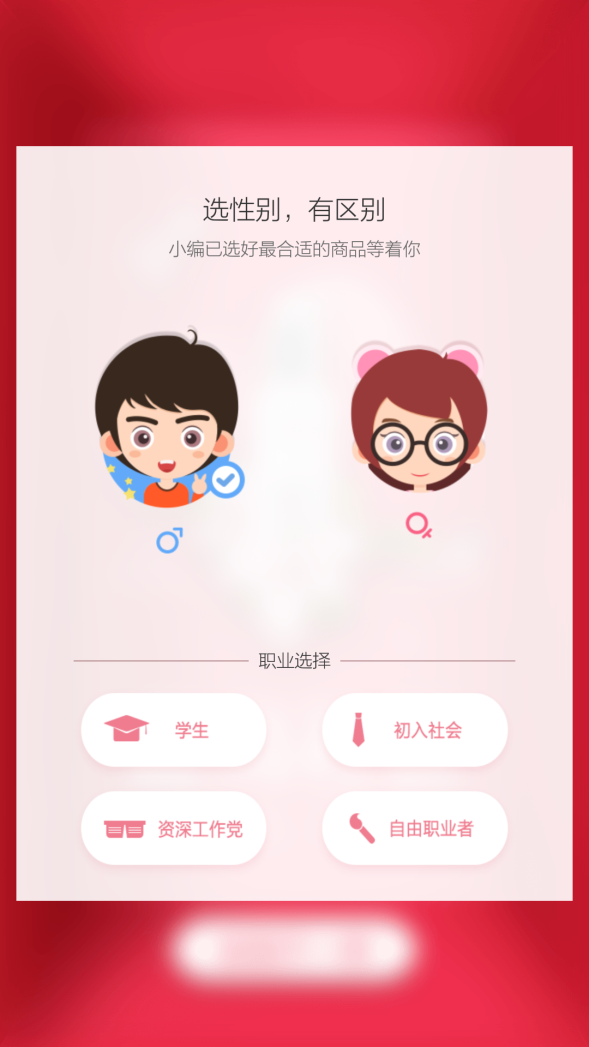 选性别，有区别
小编已选好最合适的商品等着你
职业选择
学生
初入社会
资深工作党
自由职业者